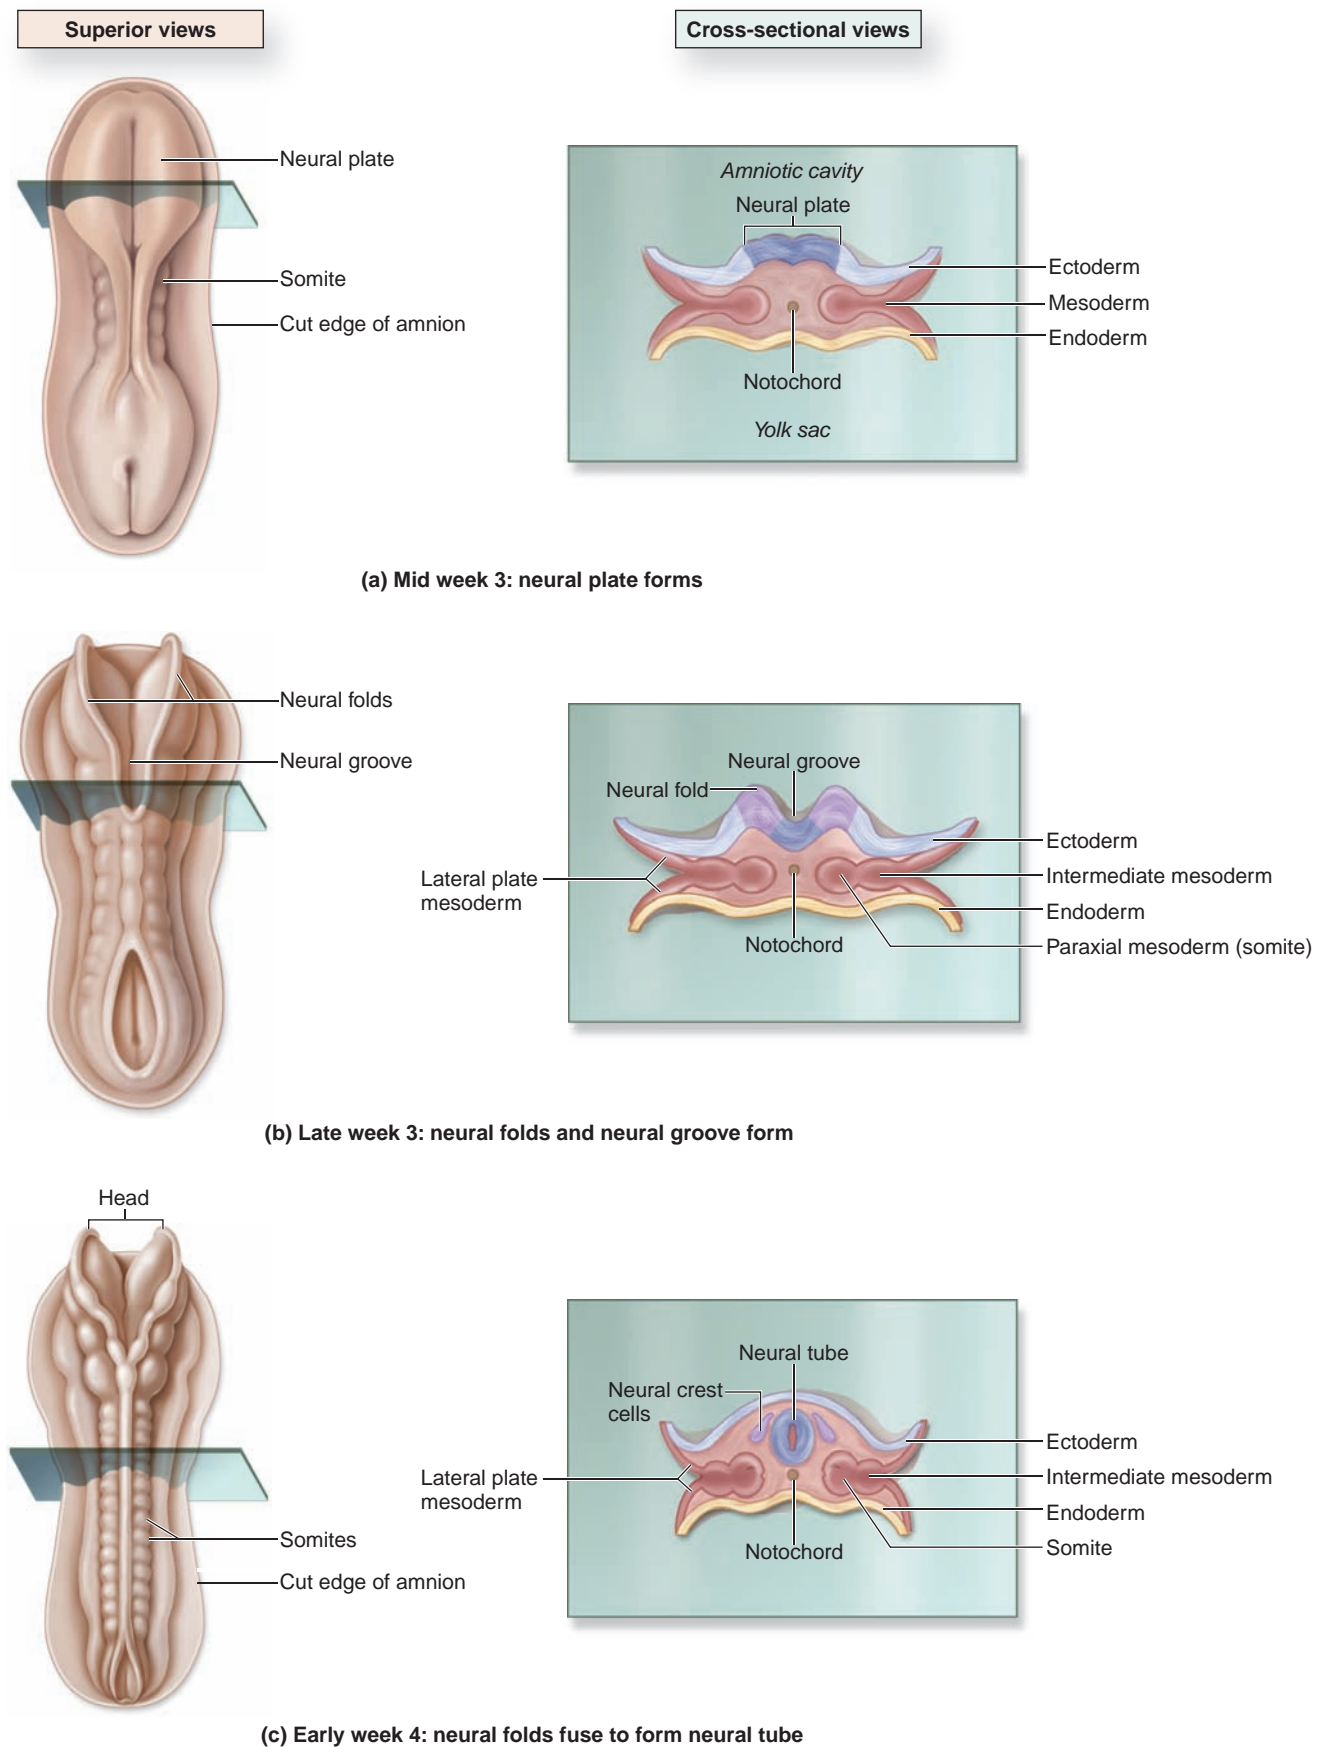 Superior views
Cross-sectional views
Neural plate
Somite
Cut edge of amnion
Amniotic cavity
Neural plate
Ectoderm
Mesoderm
Endoderm
Notochord
Yolk sac
(a) Mid week 3: neural plate forms
Neural folds
Neural groove
Neural groove
Neural fold
Lateral plate
mesoderm
Notochord
Ectoderm
Intermediate mesoderm
Endoderm
Paraxial mesoderm (somite)
(b) Late week 3: neural folds and neural groove form
Head
Somites
Cut edge of amnion
Neural tube
Neural crest
cells
Lateral plate
mesoderm
Notochord
Ectoderm
Intermediate mesoderm
Endoderm
Somite
(c) Early week 4: neural folds fuse to form neural tube